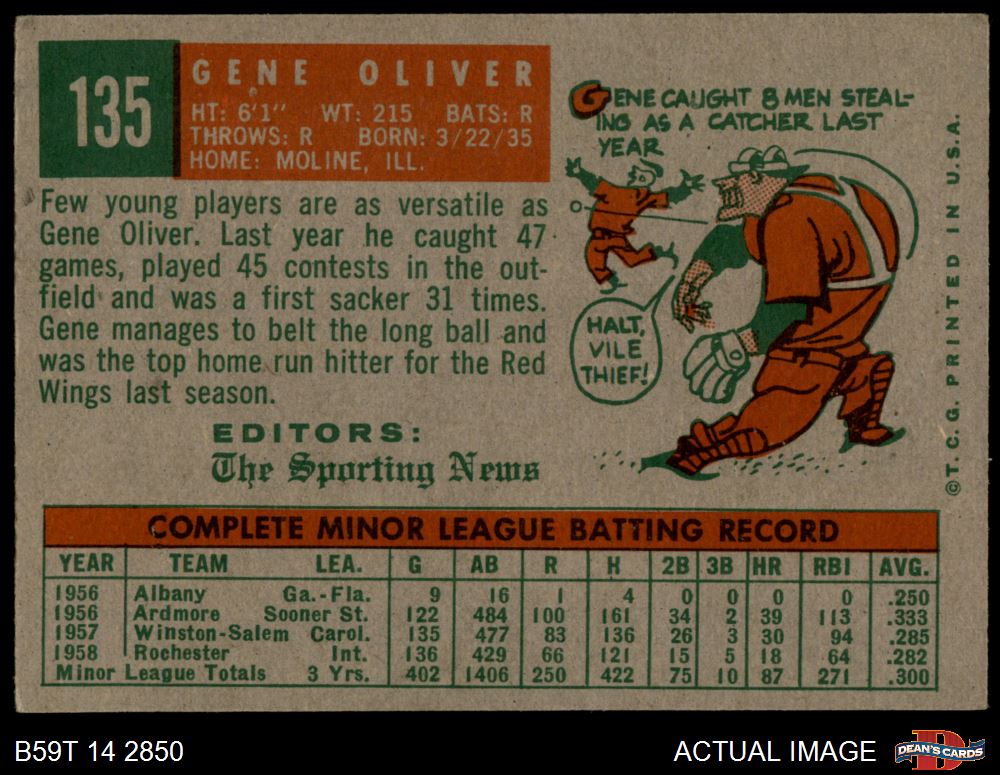 135
GENE OLIVER
HT: 6'1" WT: 215 BATS: R
THROWS: R BORN: 3/22/35
HOME: MOLINE, ILL.
Few young players are as versatile as
Gene Oliver. Last year he caught 47
games, played 45 contests in the out-
field and was a first sacker 31 times.
Gene manages to belt the long ball and
was the top home run hitter for the Red
Wings last season.
EDITORS:
The Sporting News
GENE CAUGHT 8 MEN STEAL-
ING AS A CATCHER LAST
YEAR
HALT,
VILE
THIEF!
©T. C. G. PRINTED IN U.S.A.
COMPLETE MINOR LEAGUE BATTING RECORD
YEAR TEAM LEA. G AB R H 2B 3B HR RBI AVG.
1956 Albany Ga.-Fla. 9 16 1 4 0 0 0 0 .250
1956 Ardmore Sooner St. 122 484 100 161 34 2 39 113 .333
1957 Winston-Salem Carol. 135 477 83 136 26 3 30 94 .285
1958 Rochester Int. 136 429 66 121 15 5 18 64 .282
Minor League Totals 3 Yrs. 402 1406 250 422 75 10 87 271 .300
B59T 14 2850
ACTUAL IMAGE
DEAN'S CARDS